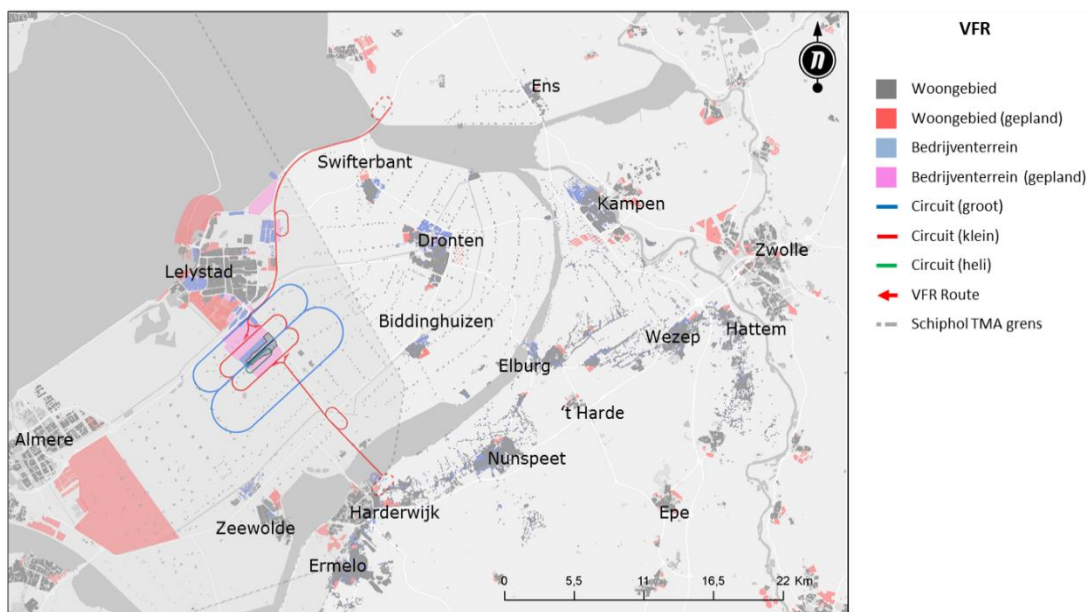 VFR
Woongebied
Woongebied (gepland)
Bedrijventerrein
Bedrijventerrein (gepland)
Circuit (groot)
Circuit (klein)
Circuit (heli)
VFR Route
Schiphol TMA grens
n
Ens
Swifterbant
Kampen
Dronten
Zwolle
Lelystad
Biddinghuizen
Hattem
Wezep
Elburg
't Harde
Almere
Nunspeet
Harderwijk
Epe
Zeewolde
Ermelo
0 5,5 11 16,5 22 Km